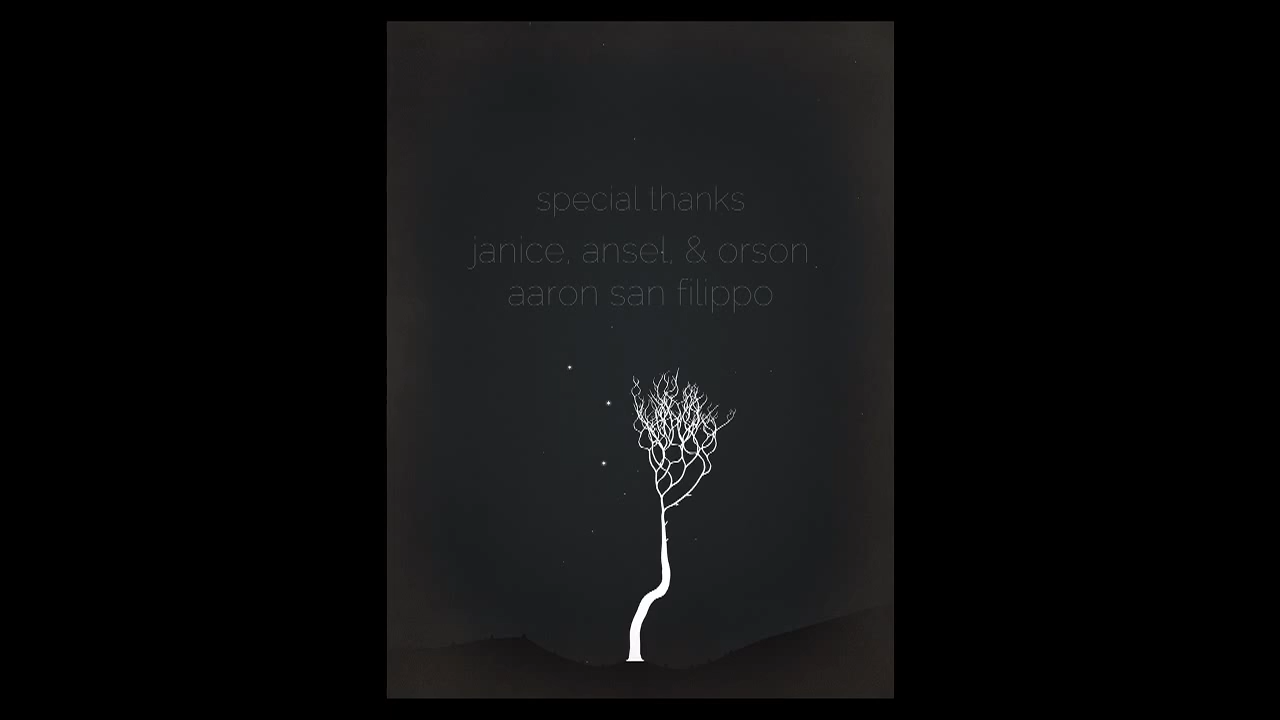 special thanks
janice, ansel, & orson
aaron san filippo